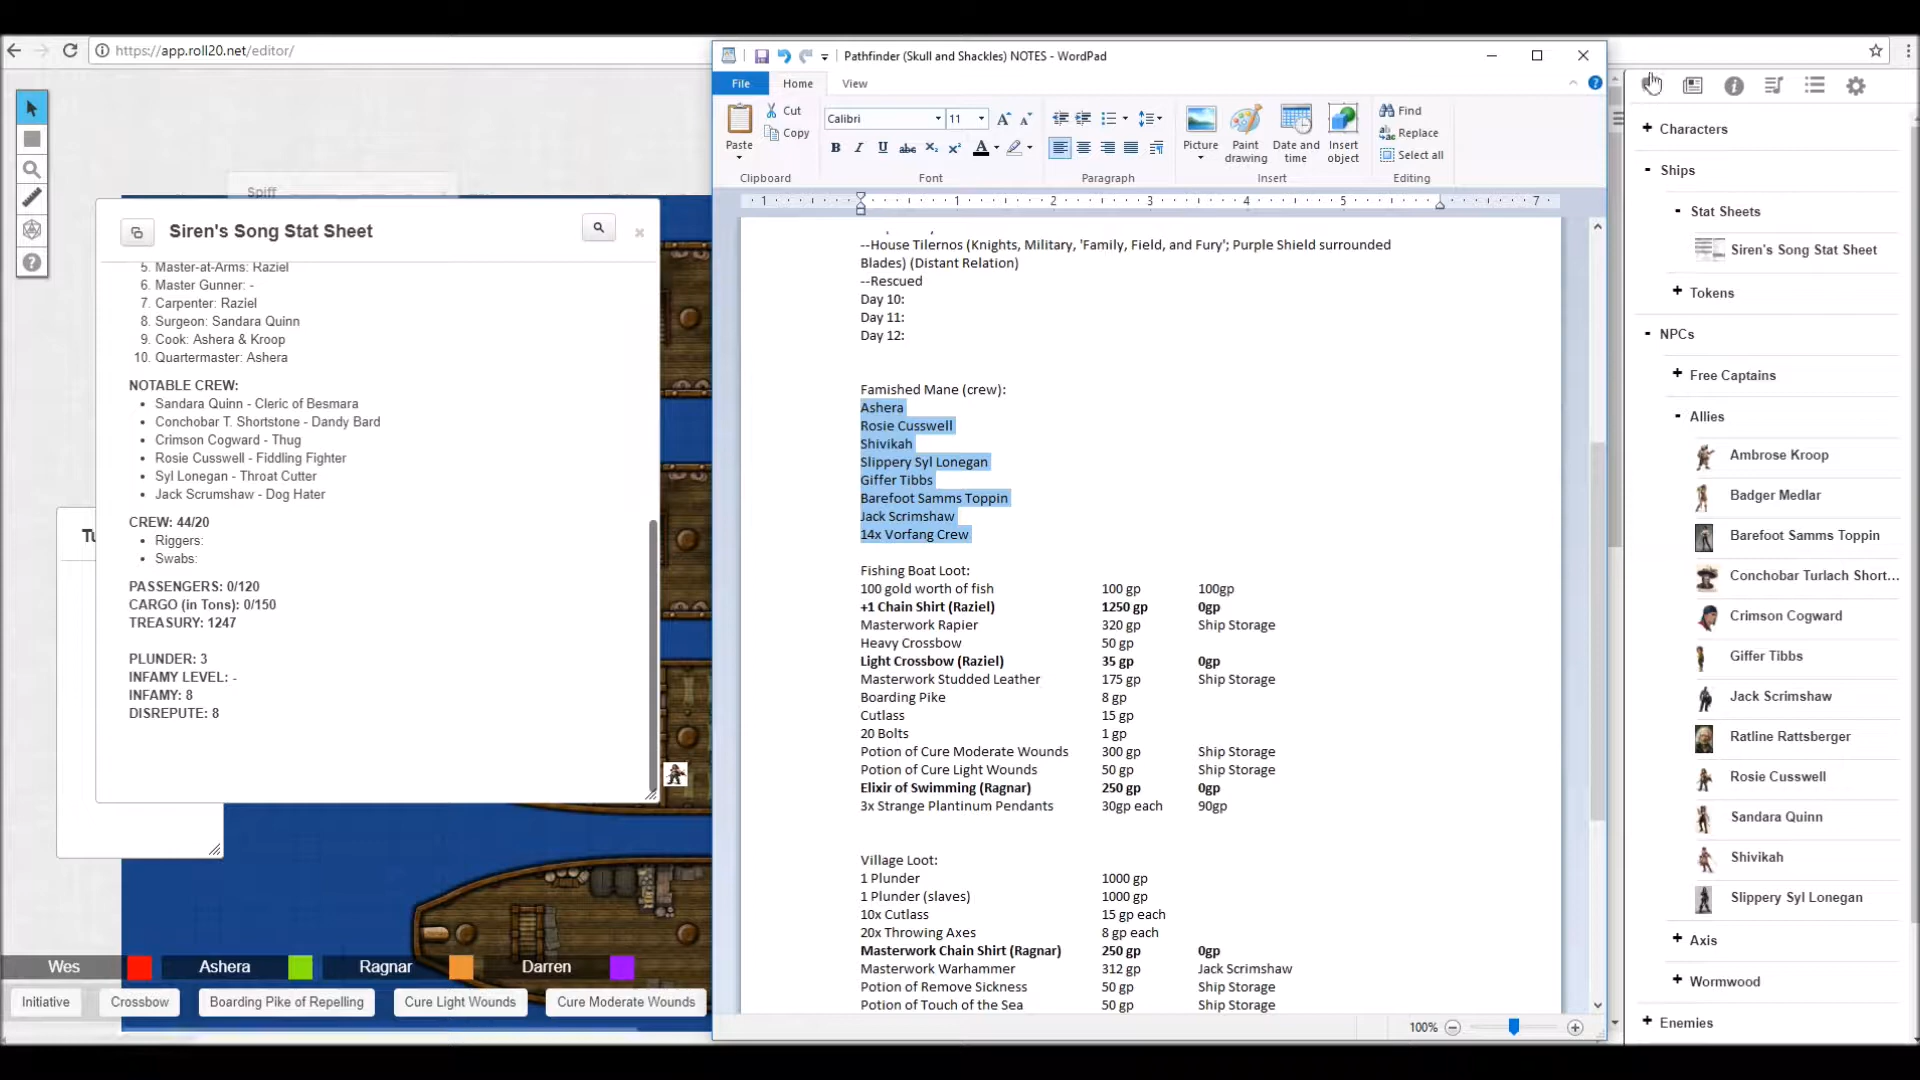 https://app.roll20.net/editor/
Spiff
Siren's Song Stat Sheet
5. Master-at-Arms: Raziel
6. Master Gunner: -
7. Carpenter: Raziel
8. Surgeon: Sandara Quinn
9. Cook: Ashera & Kroop
10. Quartermaster: Ashera
NOTABLE CREW:
Sandara Quinn - Cleric of Besmara
Conchobar T. Shortstone - Dandy Bard
Crimson Cogward - Thug
Rosie Cusswell - Fiddling Fighter
Syl Lonegan - Throat Cutter
Jack Scrumshaw - Dog Hater
CREW: 44/20
Riggers:
Swabs:
PASSENGERS: 0/120
CARGO (in Tons): 0/150
TREASURY: 1247
PLUNDER: 3
INFAMY LEVEL: -
INFAMY: 8
DISREPUTE: 8
Tu
Wes
Ashera
Ragnar
Darren
Initiative
Crossbow
Boarding Pike of Repelling
Cure Light Wounds
Cure Moderate Wounds
Pathfinder (Skull and Shackles) NOTES - WordPad
File
Home
View
Paste
Cut
Copy
Clipboard
Calibri
11
Font
Paragraph
Picture
Paint drawing
Date and time
Insert object
Insert
Find
Replace
Select all
Editing
1 1 2 3 4 5 7
--House Tilernos (Knights, Military, 'Family, Field, and Fury'; Purple Shield surrounded
Blades) (Distant Relation)
--Rescued
Day 10:
Day 11:
Day 12:
Famished Mane (crew):
Ashera
Rosie Cusswell
Shivikah
Slippery Syl Lonegan
Giffer Tibbs
Barefoot Samms Toppin
Jack Scrimshaw
14x Vorfang Crew
Fishing Boat Loot:
100 gold worth of fish 100 gp 100gp
+1 Chain Shirt (Raziel) 1250 gp 0gp
Masterwork Rapier 320 gp Ship Storage
Heavy Crossbow 50 gp
Light Crossbow (Raziel) 35 gp 0gp
Masterwork Studded Leather 175 gp Ship Storage
Boarding Pike 8 gp
Cutlass 15 gp
20 Bolts 1 gp
Potion of Cure Moderate Wounds 300 gp Ship Storage
Potion of Cure Light Wounds 50 gp Ship Storage
Elixir of Swimming (Ragnar) 250 gp 0gp
3x Strange Plantinum Pendants 30gp each 90gp
Village Loot:
1 Plunder 1000 gp
1 Plunder (slaves) 1000 gp
10x Cutlass 15 gp each
20x Throwing Axes 8 gp each
Masterwork Chain Shirt (Ragnar) 250 gp 0gp
Masterwork Warhammer 312 gp Jack Scrimshaw
Potion of Remove Sickness 50 gp Ship Storage
Potion of Touch of the Sea 50 gp Ship Storage
100%
Characters
Ships
Stat Sheets
Siren's Song Stat Sheet
Tokens
NPCs
Free Captains
Allies
Ambrose Kroop
Badger Medlar
Barefoot Samms Toppin
Conchobar Turlach Short...
Crimson Cogward
Giffer Tibbs
Jack Scrimshaw
Ratline Rattsberger
Rosie Cusswell
Sandara Quinn
Shivikah
Slippery Syl Lonegan
Axis
Wormwood
Enemies